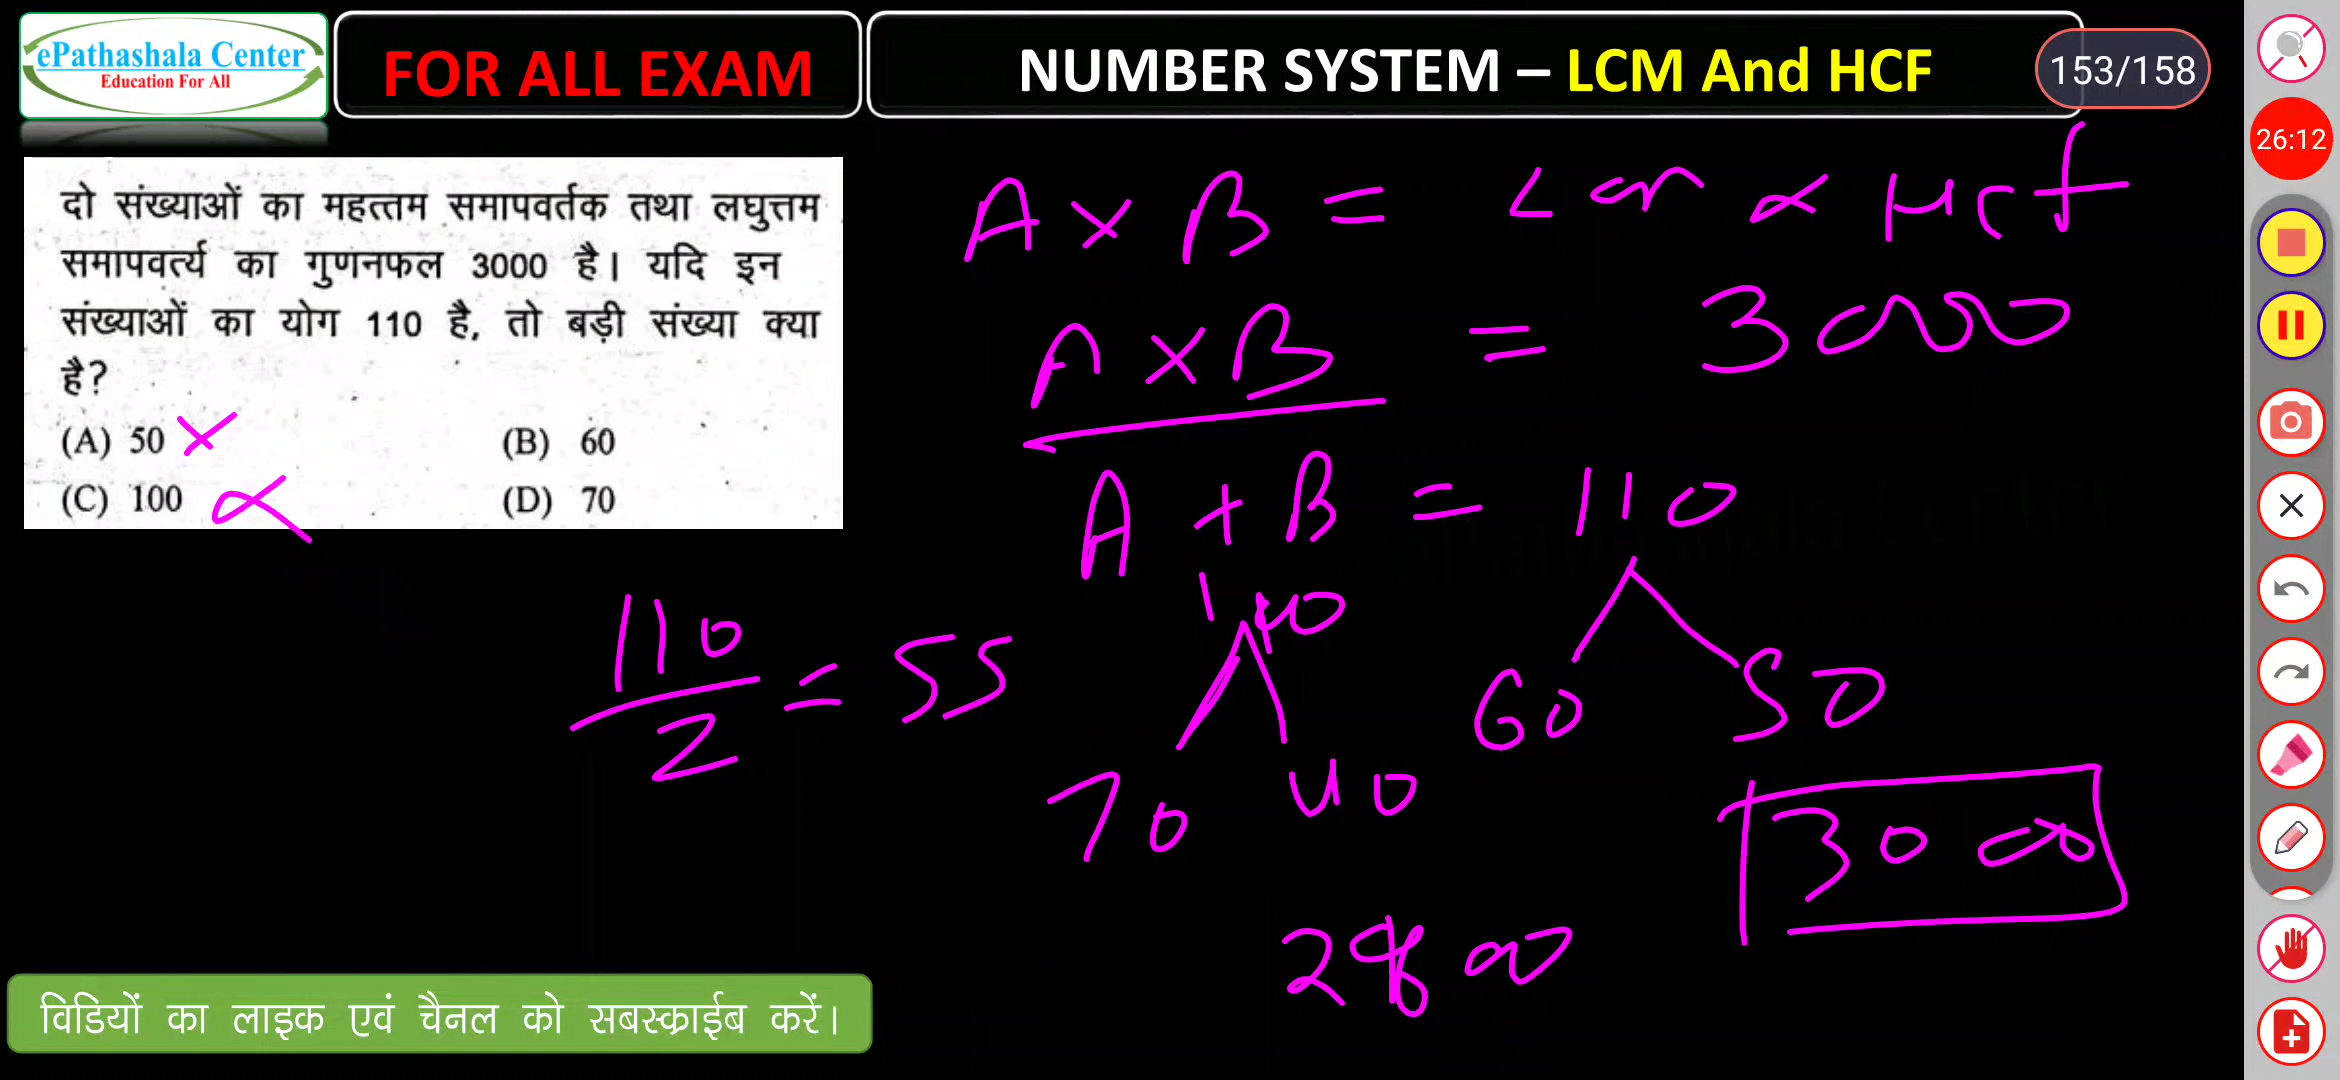 ePathashala Center
Education For All
FOR ALL EXAM
NUMBER SYSTEM – LCM And HCF
153/158
26:12
दो संख्याओं का महत्तम समापवर्तक तथा लघुत्तम
समापवर्त्य का गुणनफल 3000 है। यदि इन
संख्याओं का योग 110 है, तो बड़ी संख्या क्या
है?
(A) 50 ×
(B) 60
(C) 100 ×
(D) 70
A × B = LCM × HCF
A × B = 3000
A + B = 110
110/2 = 55
110
70 40
60 50
3000
2800
विडियों का लाइक एवं चैनल को सबस्क्राईब करें।